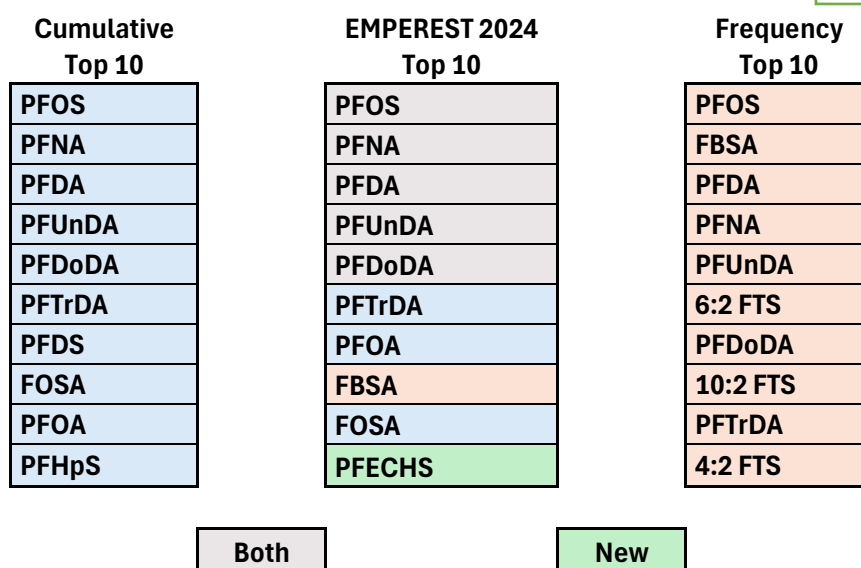 Cumulative
Top 10
PFOS
PFNA
PFDA
PFUnDA
PFDoDA
PFTrDA
PFDS
FOSA
PFOA
PFHpS
EMPEREST 2024
Top 10
PFOS
PFNA
PFDA
PFUnDA
PFDoDA
PFTrDA
PFOA
FBSA
FOSA
PFECHS
Frequency
Top 10
PFOS
FBSA
PFDA
PFNA
PFUnDA
6:2 FTS
PFDoDA
10:2 FTS
PFTrDA
4:2 FTS
Both
New